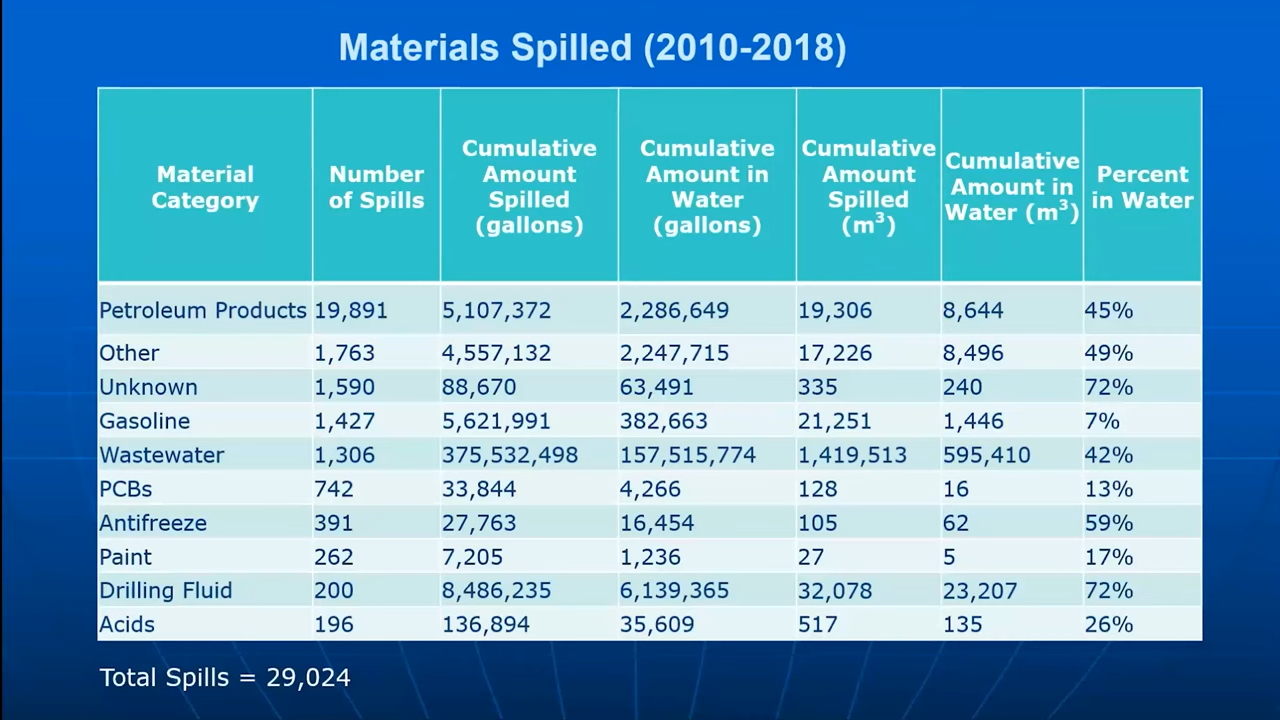 Materials Spilled (2010-2018)
Material Category Number of Spills Cumulative Amount Spilled (gallons) Cumulative Amount in Water (gallons) Cumulative Amount Spilled (m³) Cumulative Amount in Water (m³) Percent in Water
Petroleum Products 19,891 5,107,372 2,286,649 19,306 8,644 45%
Other 1,763 4,557,132 2,247,715 17,226 8,496 49%
Unknown 1,590 88,670 63,491 335 240 72%
Gasoline 1,427 5,621,991 382,663 21,251 1,446 7%
Wastewater 1,306 375,532,498 157,515,774 1,419,513 595,410 42%
PCBs 742 33,844 4,266 128 16 13%
Antifreeze 391 27,763 16,454 105 62 59%
Paint 262 7,205 1,236 27 5 17%
Drilling Fluid 200 8,486,235 6,139,365 32,078 23,207 72%
Acids 196 136,894 35,609 517 135 26%
Total Spills = 29,024